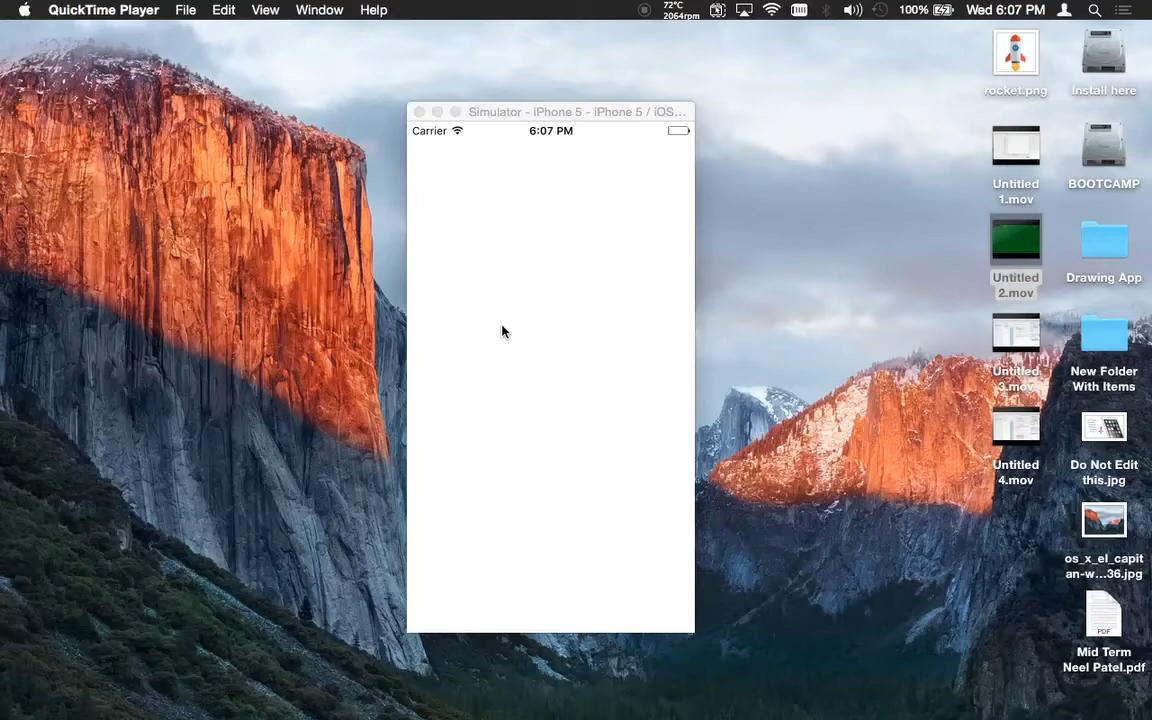 QuickTime Player File Edit View Window Help
72°C
2064rpm
100% Wed 6:07 PM
Simulator - iPhone 5 - iPhone 5 / iOS...
Carrier 6:07 PM
rocket.png
install here
Untitled
1.mov
BOOTCAMP
Untitled
2.mov
Drawing App
Untitled
3.mov
New Folder
With Items
Untitled
4.mov
Do Not Edit
this.jpg
os_x_el_capit
an-w...36.jpg
PDF
Mid Term
Neel Patel.pdf